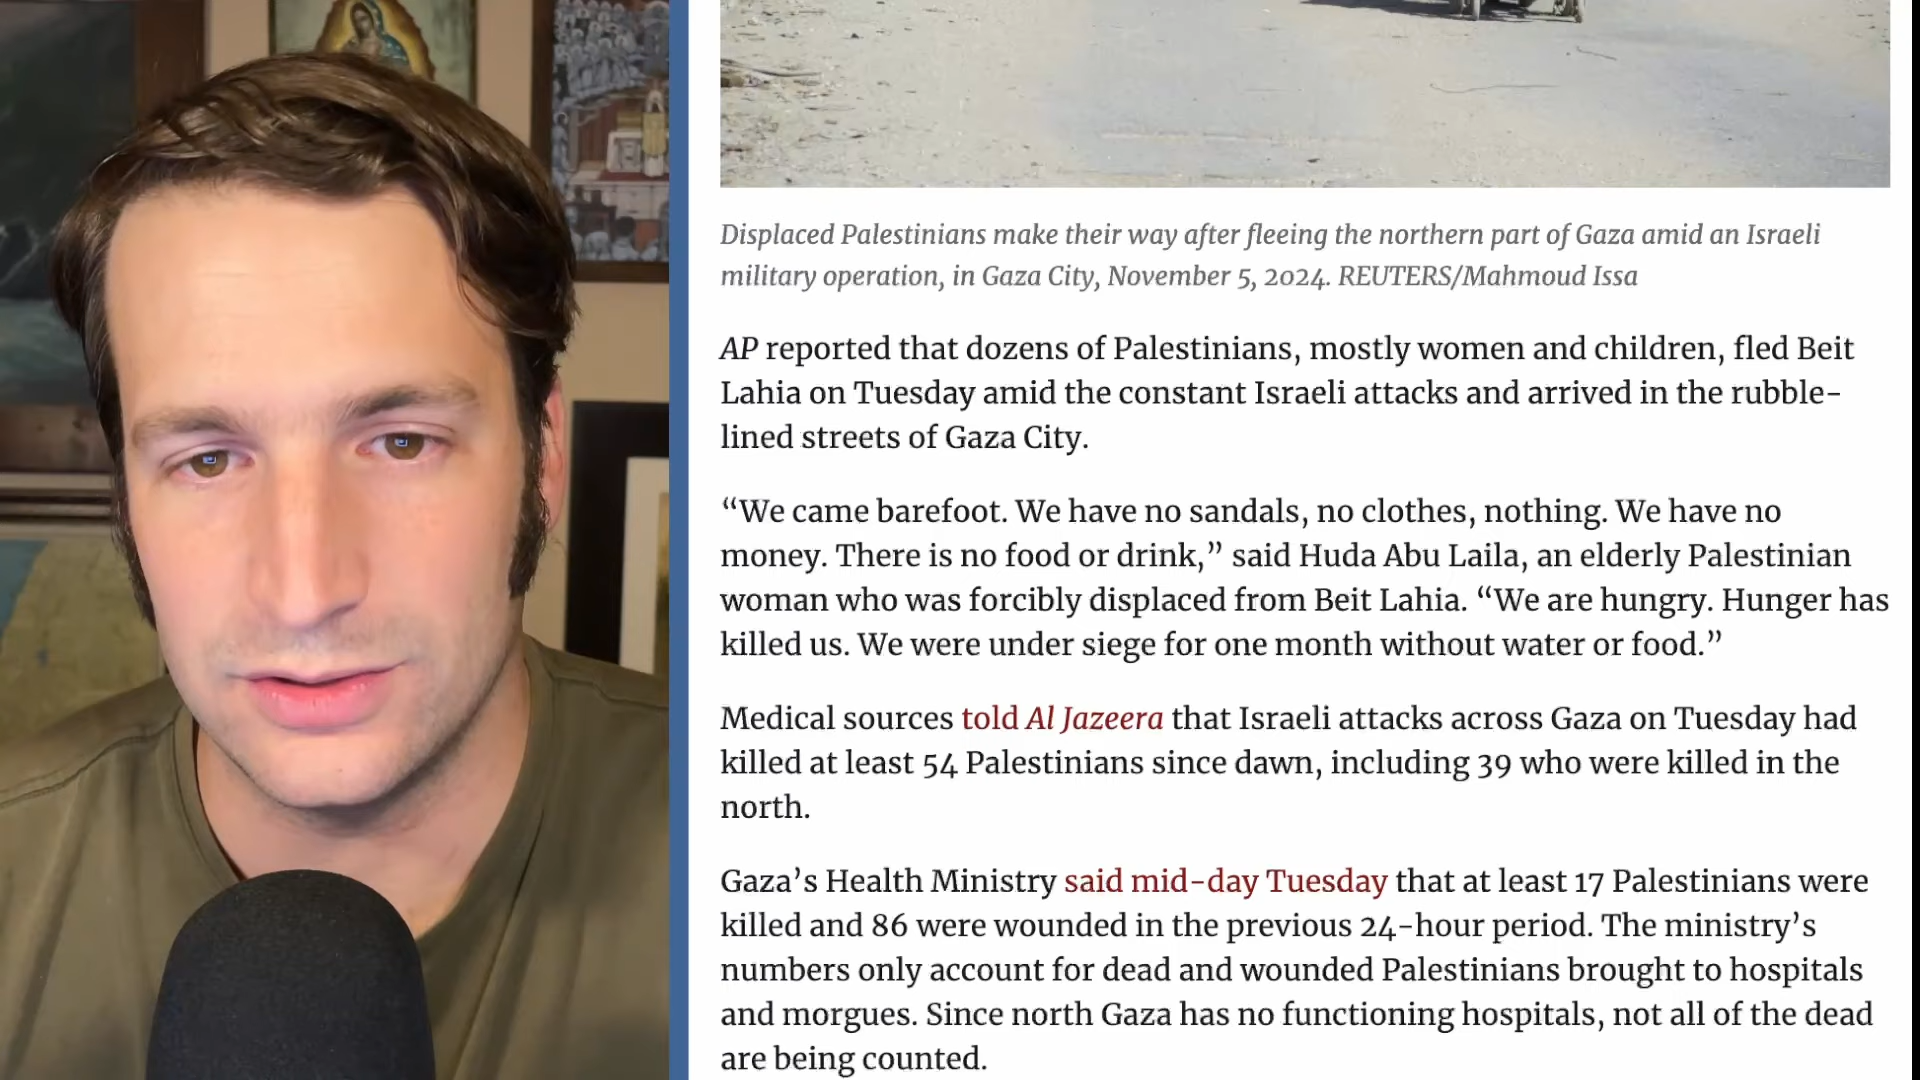 Displaced Palestinians make their way after fleeing the northern part of Gaza amid an Israeli
military operation, in Gaza City, November 5, 2024. REUTERS/Mahmoud Issa
AP reported that dozens of Palestinians, mostly women and children, fled Beit
Lahia on Tuesday amid the constant Israeli attacks and arrived in the rubble-
lined streets of Gaza City.
“We came barefoot. We have no sandals, no clothes, nothing. We have no
money. There is no food or drink,” said Huda Abu Laila, an elderly Palestinian
woman who was forcibly displaced from Beit Lahia. “We are hungry. Hunger has
killed us. We were under siege for one month without water or food.”
Medical sources told Al Jazeera that Israeli attacks across Gaza on Tuesday had
killed at least 54 Palestinians since dawn, including 39 who were killed in the
north.
Gaza’s Health Ministry said mid-day Tuesday that at least 17 Palestinians were
killed and 86 were wounded in the previous 24-hour period. The ministry’s
numbers only account for dead and wounded Palestinians brought to hospitals
and morgues. Since north Gaza has no functioning hospitals, not all of the dead
are being counted.